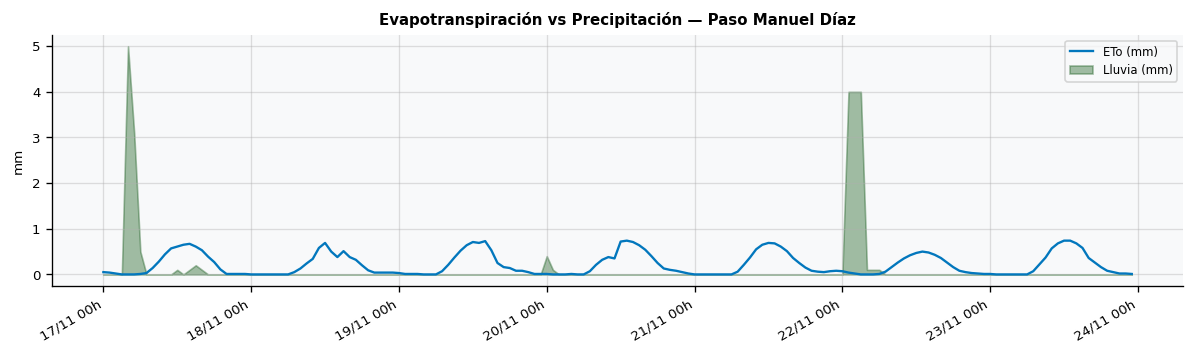 Evapotranspiración vs Precipitación — Paso Manuel Díaz
ETo (mm)
Lluvia (mm)
mm
5
4
3
2
1
0
17/11 00h
18/11 00h
19/11 00h
20/11 00h
21/11 00h
22/11 00h
23/11 00h
24/11 00h